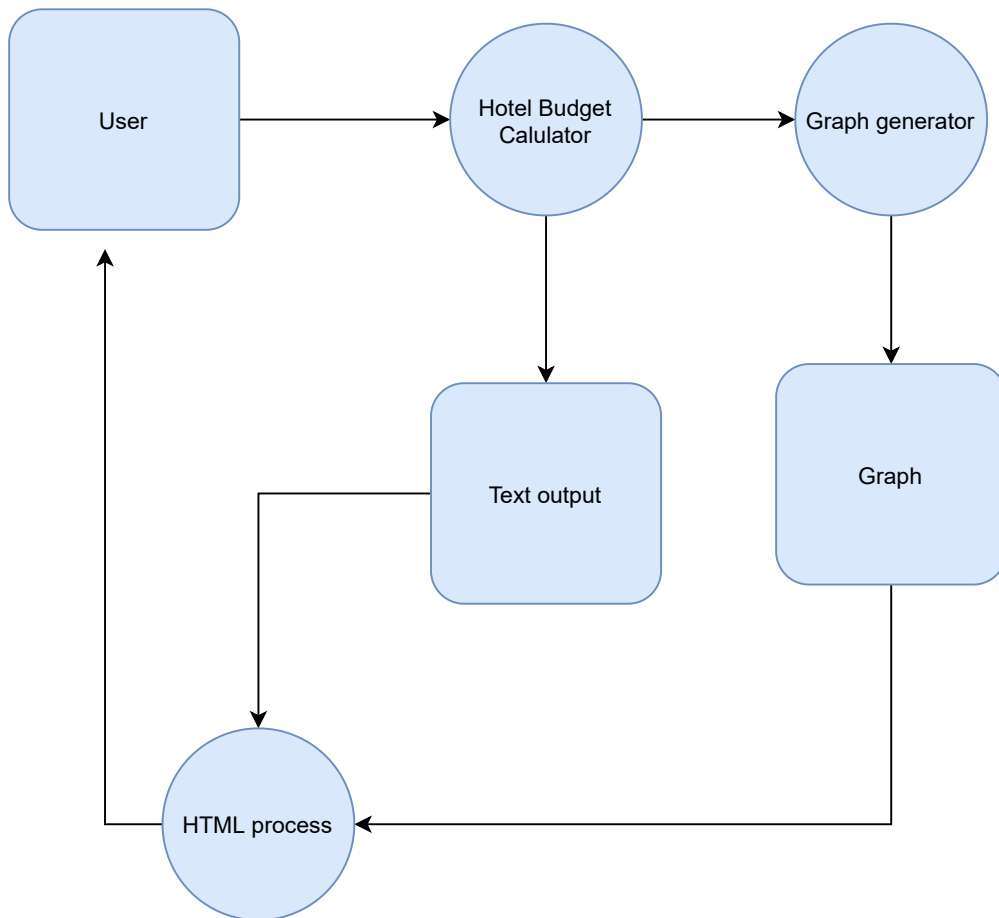 User
Hotel Budget
Calulator
Graph generator
Text output
Graph
HTML process